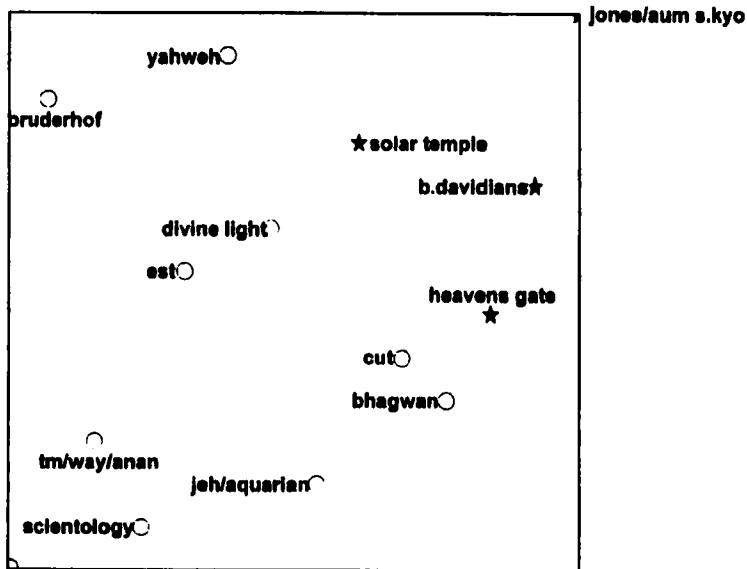 jones/aum s.kyo
yahweh
bruderhof
solar temple
b.davidians
divine light
est
heavens gate
cut
bhagwan
tm/way/anan
jeh/aquarian
scientology